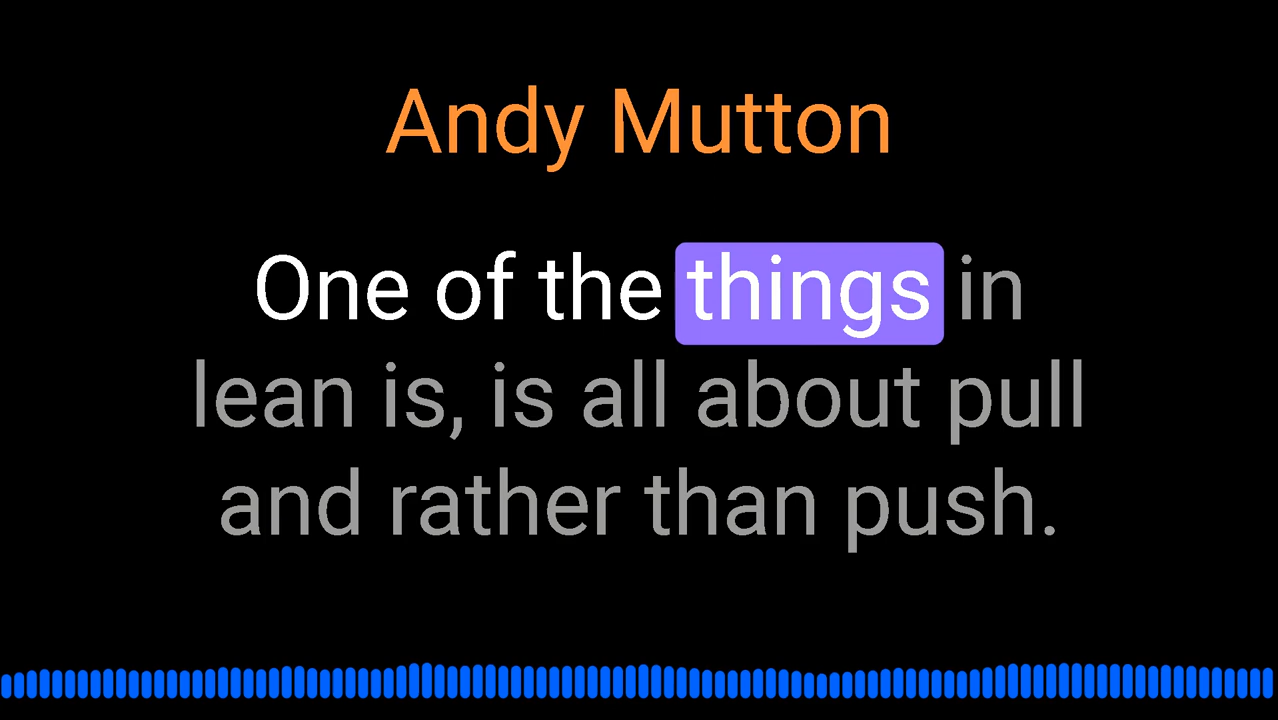 Andy Mutton
One of the things in
lean is, is all about pull
and rather than push.